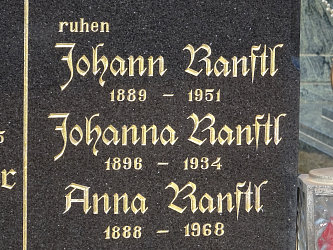 ruhen
Johann Ranftl
1889 – 1951
Johanna Ranftl
1896 – 1934
Anna Ranftl
1888 – 1968